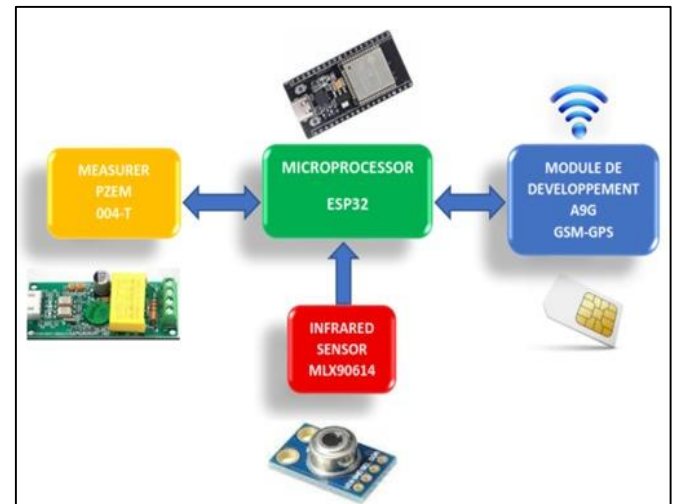 MEASURER
PZEM
004-T
MICROPROCESSOR
ESP32
MODULE DE
DEVELOPPEMENT
A9G
GSM-GPS
INFRARED
SENSOR
MLX90614